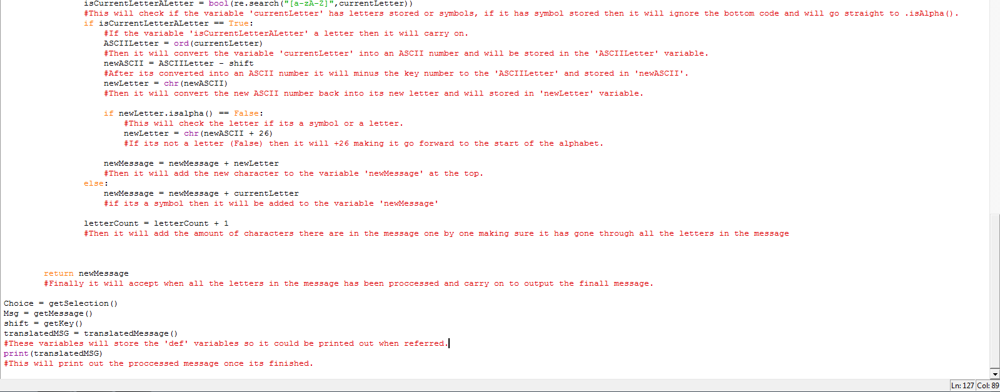 isCurrentLetterALetter = bool(re.search("[a-zA-Z]",currentLetter))
#This will check if the variable 'currentLetter' has letters stored or symbols, if it has symbol stored then it will ignore the bottom code and will go straight to .isAlpha().
if isCurrentLetterALetter == True:
#If the variable 'isCurrentLetterALetter' a letter then it will carry on.
ASCIILetter = ord(currentLetter)
#Then it will convert the variable 'currentLetter' into an ASCII number and will be stored in the 'ASCIILetter' variable.
newASCII = ASCIILetter - shift
#After its converted into an ASCII number it will minus the key number to the 'ASCIILetter' and stored in 'newASCII'.
newLetter = chr(newASCII)
#Then it will convert the new ASCII number back into its new letter and will stored in 'newLetter' variable.
if newLetter.isalpha() == False:
#This will check the letter if its a symbol or a letter.
newLetter = chr(newASCII + 26)
#If its not a letter (False) then it will +26 making it go forward to the start of the alphabet.
newMessage = newMessage + newLetter
#Then it will add the new character to the variable 'newMessage' at the top.
else:
newMessage = newMessage + currentLetter
#if its a symbol then it will be added to the variable 'newMessage'
letterCount = letterCount + 1
#Then it will add the amount of characters there are in the message one by one making sure it has gone through all the letters in the message
return newMessage
#Finally it will accept when all the letters in the message has been proccessed and carry on to output the finall message.
Choice = getSelection()
Msg = getMessage()
shift = getKey()
translatedMSG = translatedMessage()
#These variables will store the 'def' variables so it could be printed out when referred.
print(translatedMSG)
#This will print out the proccessed message once its finished.
Ln: 127 Col: 89